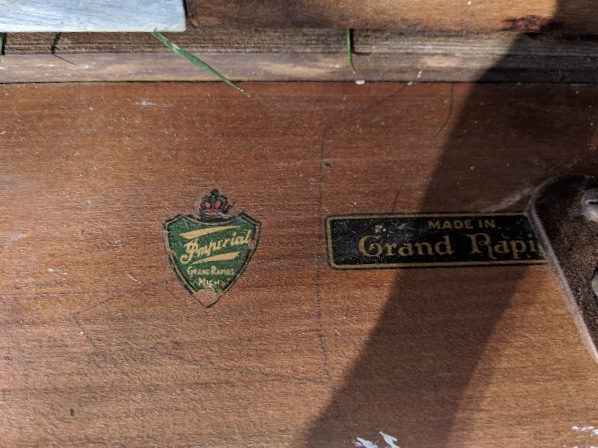 Imperial
GRAND RAPIDS
MICH
MADE IN
Grand Rapi